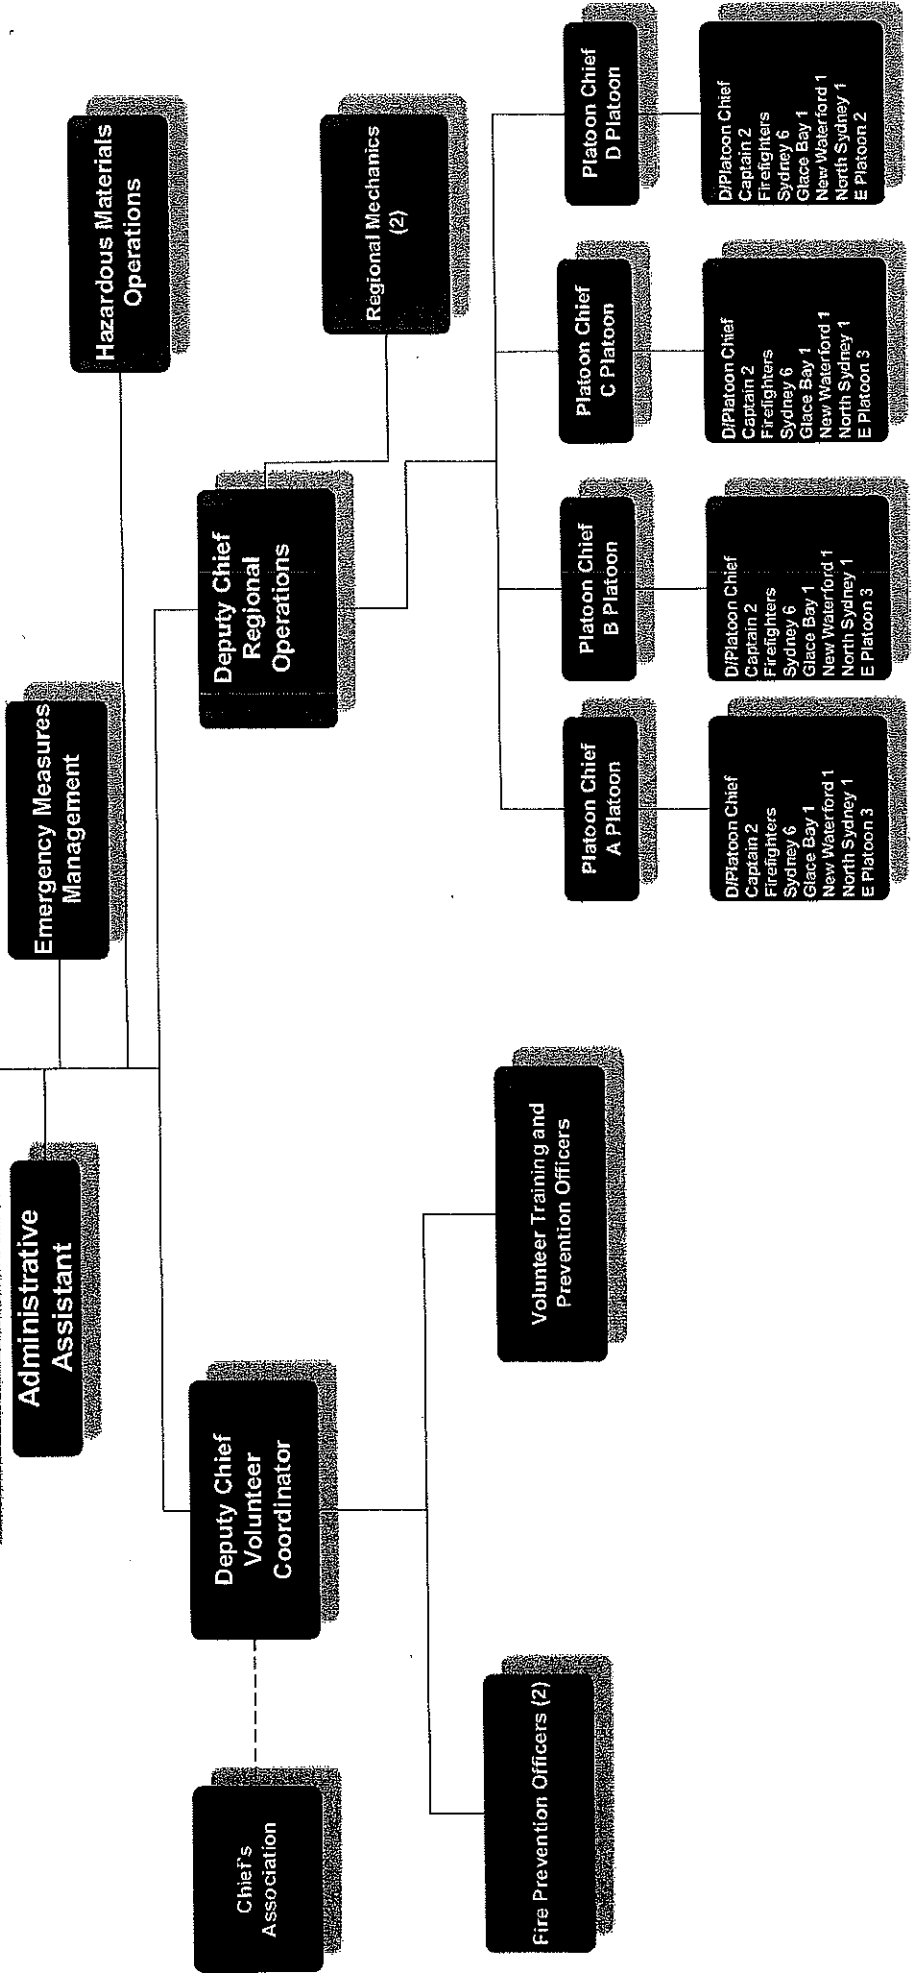 Administrative
Assistant
Emergency Measures
Management
Hazardous Materials
Operations
Chief's
Association
Deputy Chief
Volunteer
Coordinator
Deputy Chief
Regional
Operations
Regional Mechanics
(2)
Fire Prevention Officers (2)
Volunteer Training and
Prevention Officers
Platoon Chief
A Platoon
Platoon Chief
B Platoon
Platoon Chief
C Platoon
Platoon Chief
D Platoon
D/Platoon Chief
Captain 2
Firefighters
Sydney 6
Glace Bay 1
New Waterford 1
North Sydney 1
E Platoon 3
D/Platoon Chief
Captain 2
Firefighters
Sydney 6
Glace Bay 1
New Waterford 1
North Sydney 1
E Platoon 3
D/Platoon Chief
Captain 2
Firefighters
Sydney 6
Glace Bay 1
New Waterford 1
North Sydney 1
E Platoon 3
D/Platoon Chief
Captain 2
Firefighters
Sydney 6
Glace Bay 1
New Waterford 1
North Sydney 1
E Platoon 2